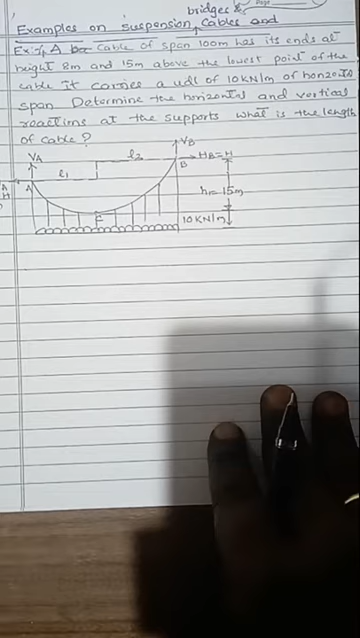 bridges &
Page
Examples on suspension cables and
Ex:- A cable of span 100m has its ends at
height 8m and 15m above the lowest point of the
cable it carries a udl of 10KN/m of horizontal
span Determine the horizontal and vertical
reactions at the supports what is the length
of cable?
VA l2 VB
l1 B HB=H
A
H A h=15m
F
10KN/m